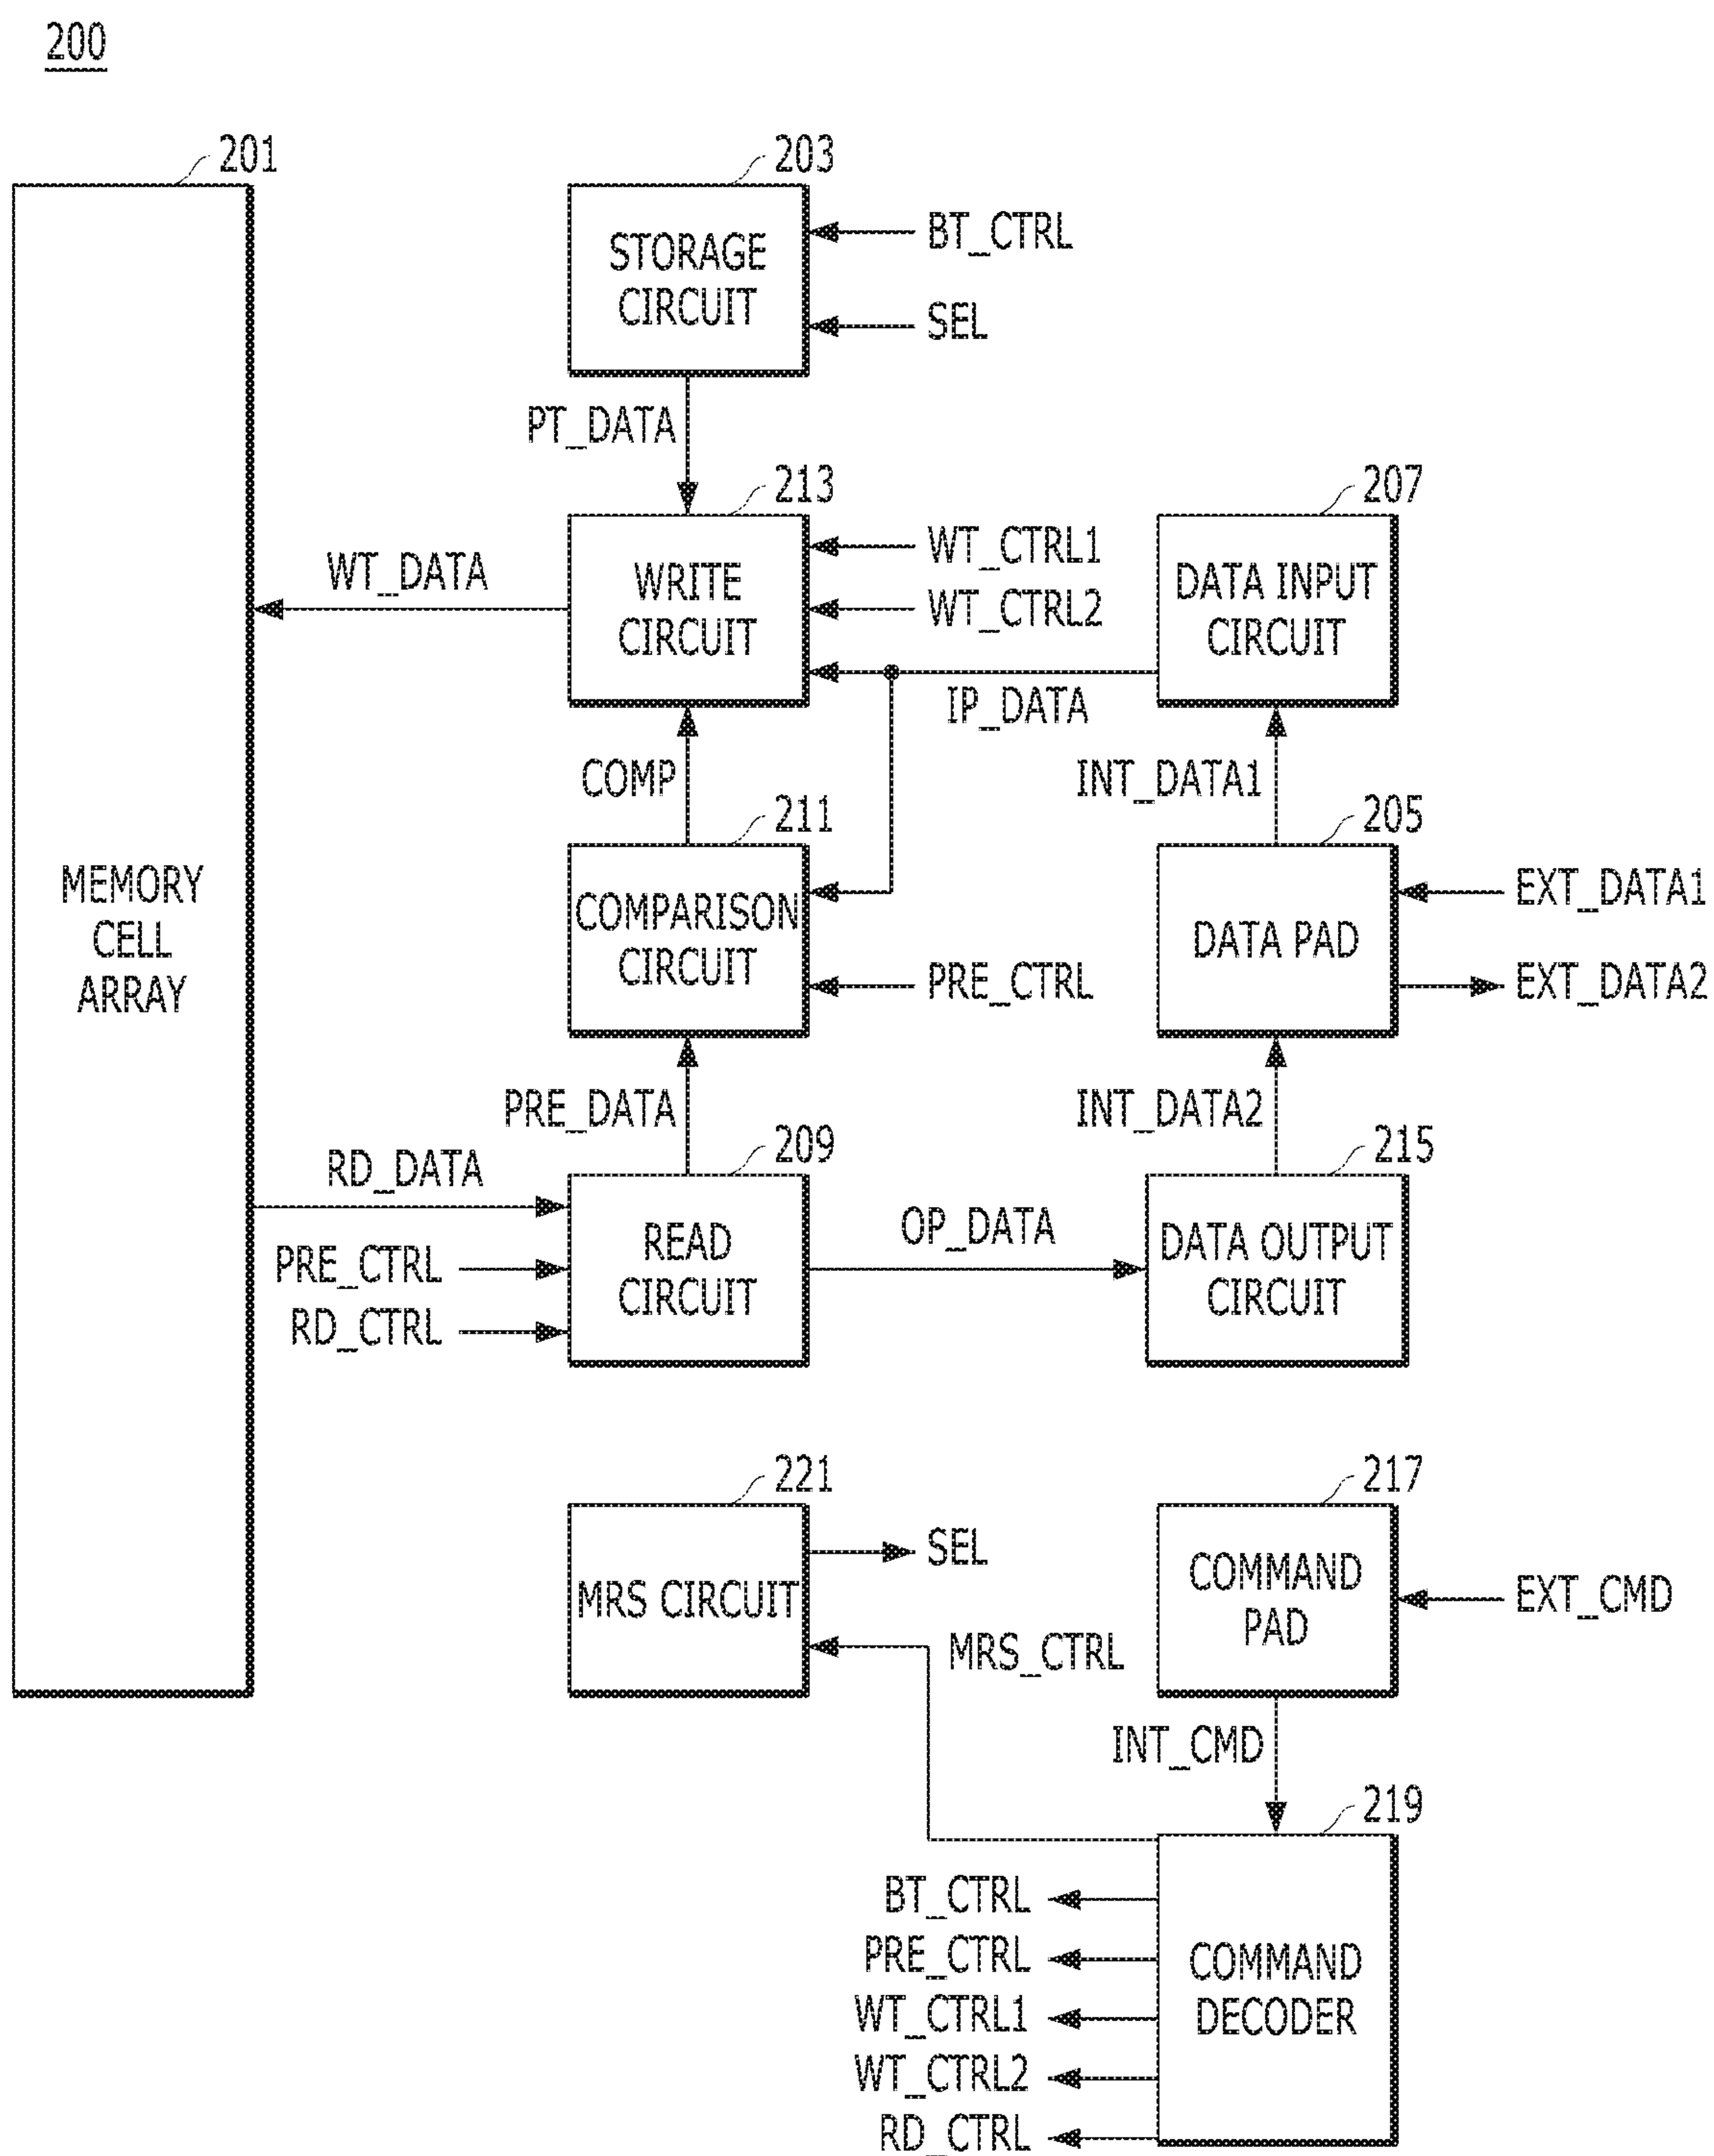 200
201
203
STORAGE
CIRCUIT
BT_CTRL
SEL
PT_DATA
213
207
WT_DATA
WRITE
CIRCUIT
WT_CTRL1
WT_CTRL2
DATA INPUT
CIRCUIT
IP_DATA
COMP
INT_DATA1
211
205
MEMORY
CELL
ARRAY
COMPARISON
CIRCUIT
PRE_CTRL
DATA PAD
EXT_DATA1
EXT_DATA2
PRE_DATA
INT_DATA2
209
215
RD_DATA
PRE_CTRL
RD_CTRL
READ
CIRCUIT
OP_DATA
DATA OUTPUT
CIRCUIT
221
217
MRS CIRCUIT
SEL
MRS_CTRL
COMMAND
PAD
EXT_CMD
INT_CMD
219
BT_CTRL
PRE_CTRL
WT_CTRL1
WT_CTRL2
RD_CTRL
COMMAND
DECODER